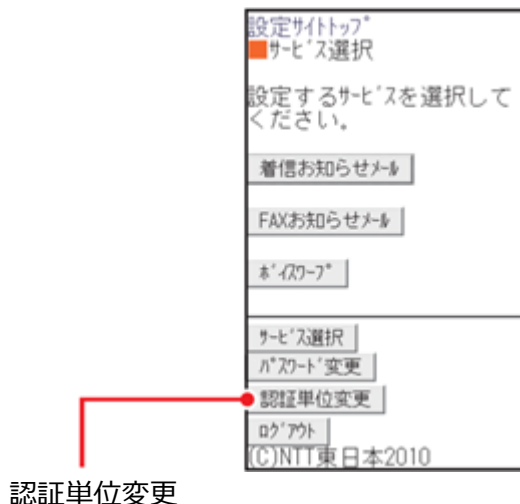 設定ｻｲﾄﾄｯﾌﾟ
■ｻｰﾋﾞｽ選択
設定するｻｰﾋﾞｽを選択して
ください。
着信お知らせﾒｰﾙ
FAXお知らせﾒｰﾙ
ﾎﾞｲｽﾜｰﾌﾟ
ｻｰﾋﾞｽ選択
ﾊﾟｽﾜｰﾄﾞ変更
認証単位変更
ﾛｸﾞｱｳﾄ
(C)NTT東日本2010
認証単位変更